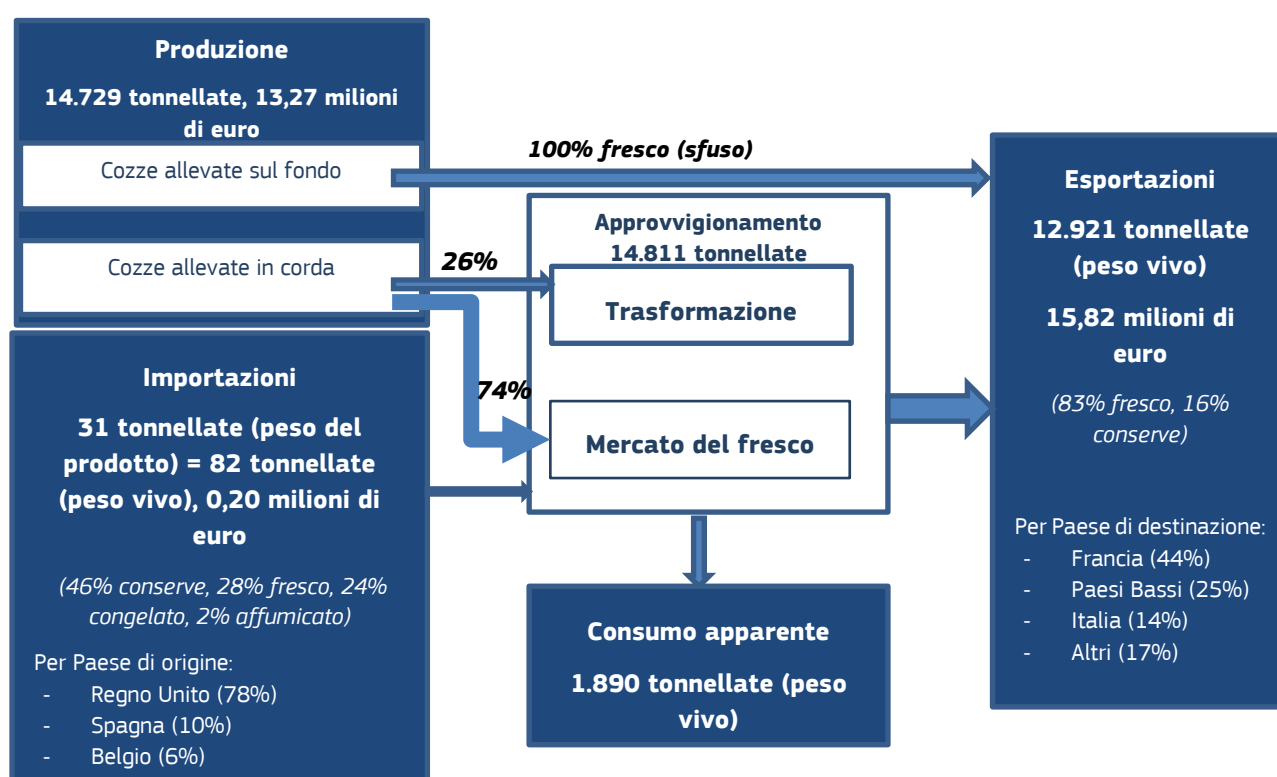 Produzione
14.729 tonnellate, 13,27 milioni
di euro
Cozze allevate sul fondo
Cozze allevate in corda
Importazioni
31 tonnellate (peso del
prodotto) = 82 tonnellate
(peso vivo), 0,20 milioni di
euro
(46% conserve, 28% fresco, 24%
congelato, 2% affumicato)
Per Paese di origine:
- Regno Unito (78%)
- Spagna (10%)
- Belgio (6%)
100% fresco (sfuso)
26%
74%
Approvvigionamento
14.811 tonnellate
Trasformazione
Mercato del fresco
Consumo apparente
1.890 tonnellate (peso
vivo)
Esportazioni
12.921 tonnellate
(peso vivo)
15,82 milioni di
euro
(83% fresco, 16%
conserve)
Per Paese di destinazione:
- Francia (44%)
- Paesi Bassi (25%)
- Italia (14%)
- Altri (17%)